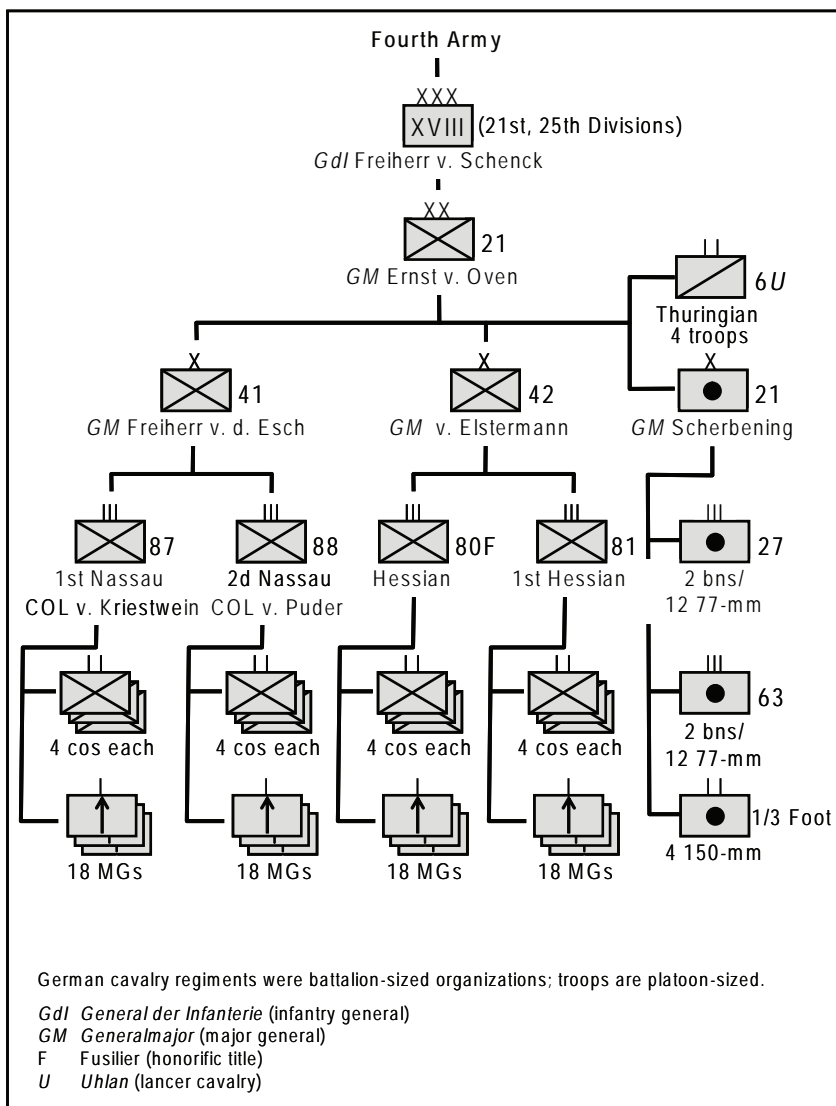 Fourth Army
XXX
XVIII (21st, 25th Divisions)
GdI Freiherr v. Schenck
XX
21
GM Ernst v. Oven
6U
Thuringian
4 troops
X
41
GM Freiherr v. d. Esch
X
42
GM v. Elstermann
X
21
GM Scherbening
III
87
1st Nassau
COL v. Kriestwein
III
88
2d Nassau
COL v. Puder
III
80F
Hessian
III
81
1st Hessian
III
27
2 bns/
12 77-mm
4 cos each
4 cos each
4 cos each
4 cos each
III
63
2 bns/
12 77-mm
18 MGs
18 MGs
18 MGs
18 MGs
II
1/3 Foot
4 150-mm
German cavalry regiments were battalion-sized organizations; troops are platoon-sized.
GdI General der Infanterie (infantry general)
GM Generalmajor (major general)
F Fusilier (honorific title)
U Uhlan (lancer cavalry)